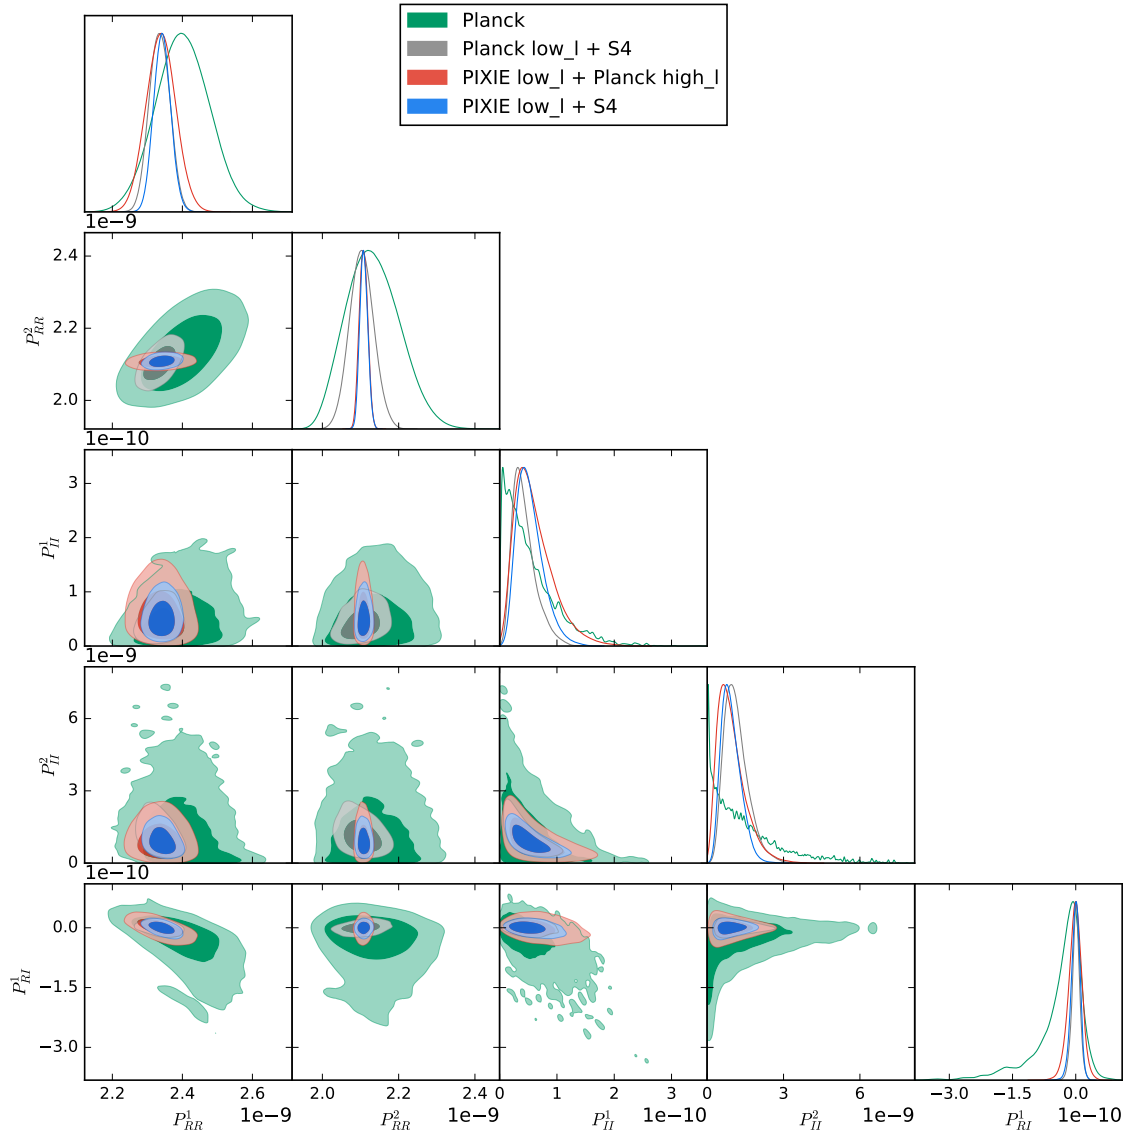 Planck
Planck low_l + S4
PIXIE low_l + Planck high_l
PIXIE low_l + S4
1e−9
2.4
2.2
2.0
P²_RR
1e−10
3
2
1
0
P¹_II
1e−9
6
3
0
P²_II
1e−10
0.0
−1.5
−3.0
P¹_RI
2.2 2.4 2.6
P¹_RR 1e−9
2.0 2.2 2.4
P²_RR 1e−9
0 1 2 3
P¹_II 1e−10
0 3 6
P²_II 1e−9
−3.0 −1.5 0.0
P¹_RI 1e−10